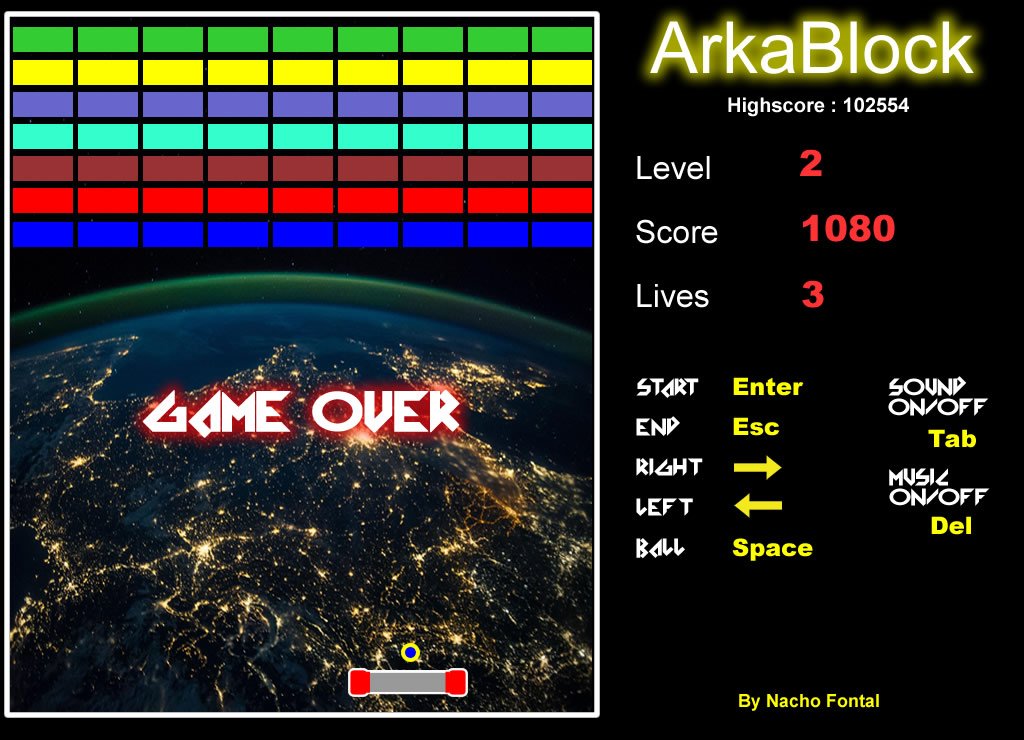 ArkaBlock
Highscore : 102554
Level 2
Score 1080
Lives 3
GAME OVER
START Enter
END Esc
RIGHT
LEFT
BALL Space
SOUND
ON/OFF
Tab
MUSIC
ON/OFF
Del
By Nacho Fontal